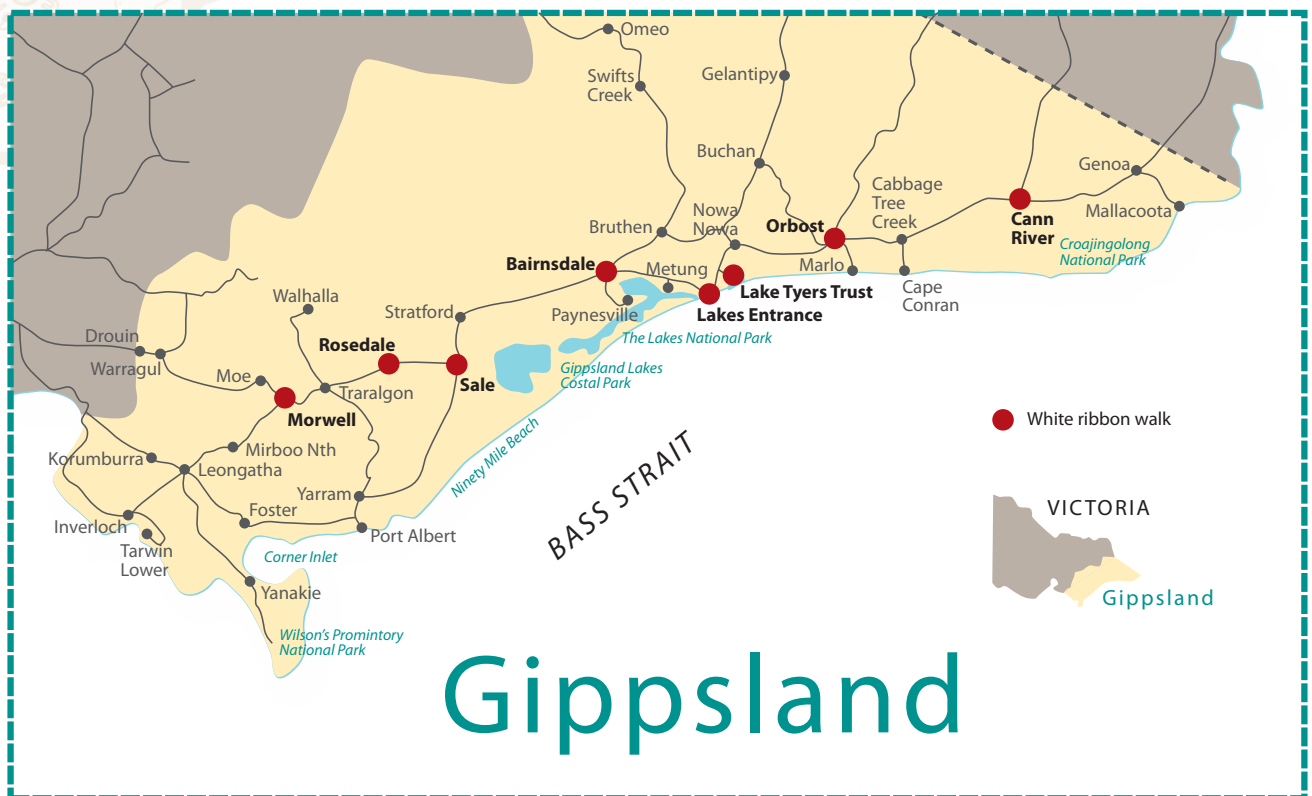 Omeo
Swifts
Creek
Gelantipy
Buchan
Genoa
Cabbage
Tree
Creek
Mallacoota
Nowa
Nowa
Bruthen
Orbost
Cann
River
Croajingolong
National Park
Bairnsdale
Metung
Marlo
Lake Tyers Trust
Cape
Conran
Walhalla
Stratford
Paynesville
Lakes Entrance
The Lakes National Park
Drouin
Warragul
Rosedale
Moe
Traralgon
Sale
Gippsland Lakes
Costal Park
Morwell
White ribbon walk
Mirboo Nth
Korumburra
Leongatha
Ninety Mile Beach
BASS STRAIT
Yarram
Foster
Inverloch
Port Albert
Tarwin
Lower
Corner Inlet
Yanakie
VICTORIA
Gippsland
Wilson's Promintory
National Park
Gippsland